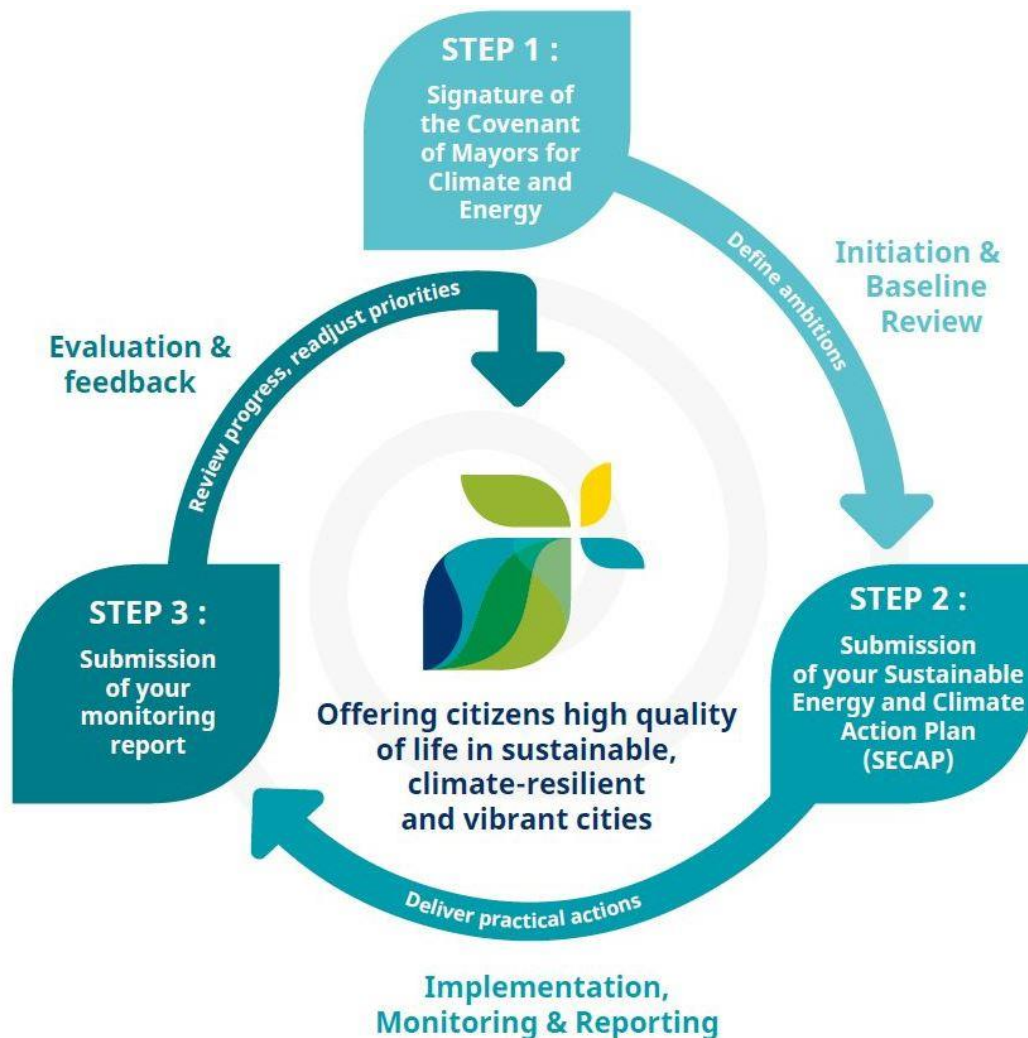 STEP 1 :
Signature of
the Covenant
of Mayors for
Climate and
Energy
Define ambitions
Initiation &
Baseline
Review
STEP 2 :
Submission
of your Sustainable
Energy and Climate
Action Plan
(SECAP)
Deliver practical actions
Implementation,
Monitoring & Reporting
STEP 3 :
Submission
of your
monitoring
report
Review progress, readjust priorities
Evaluation &
feedback
Offering citizens high quality
of life in sustainable,
climate-resilient
and vibrant cities